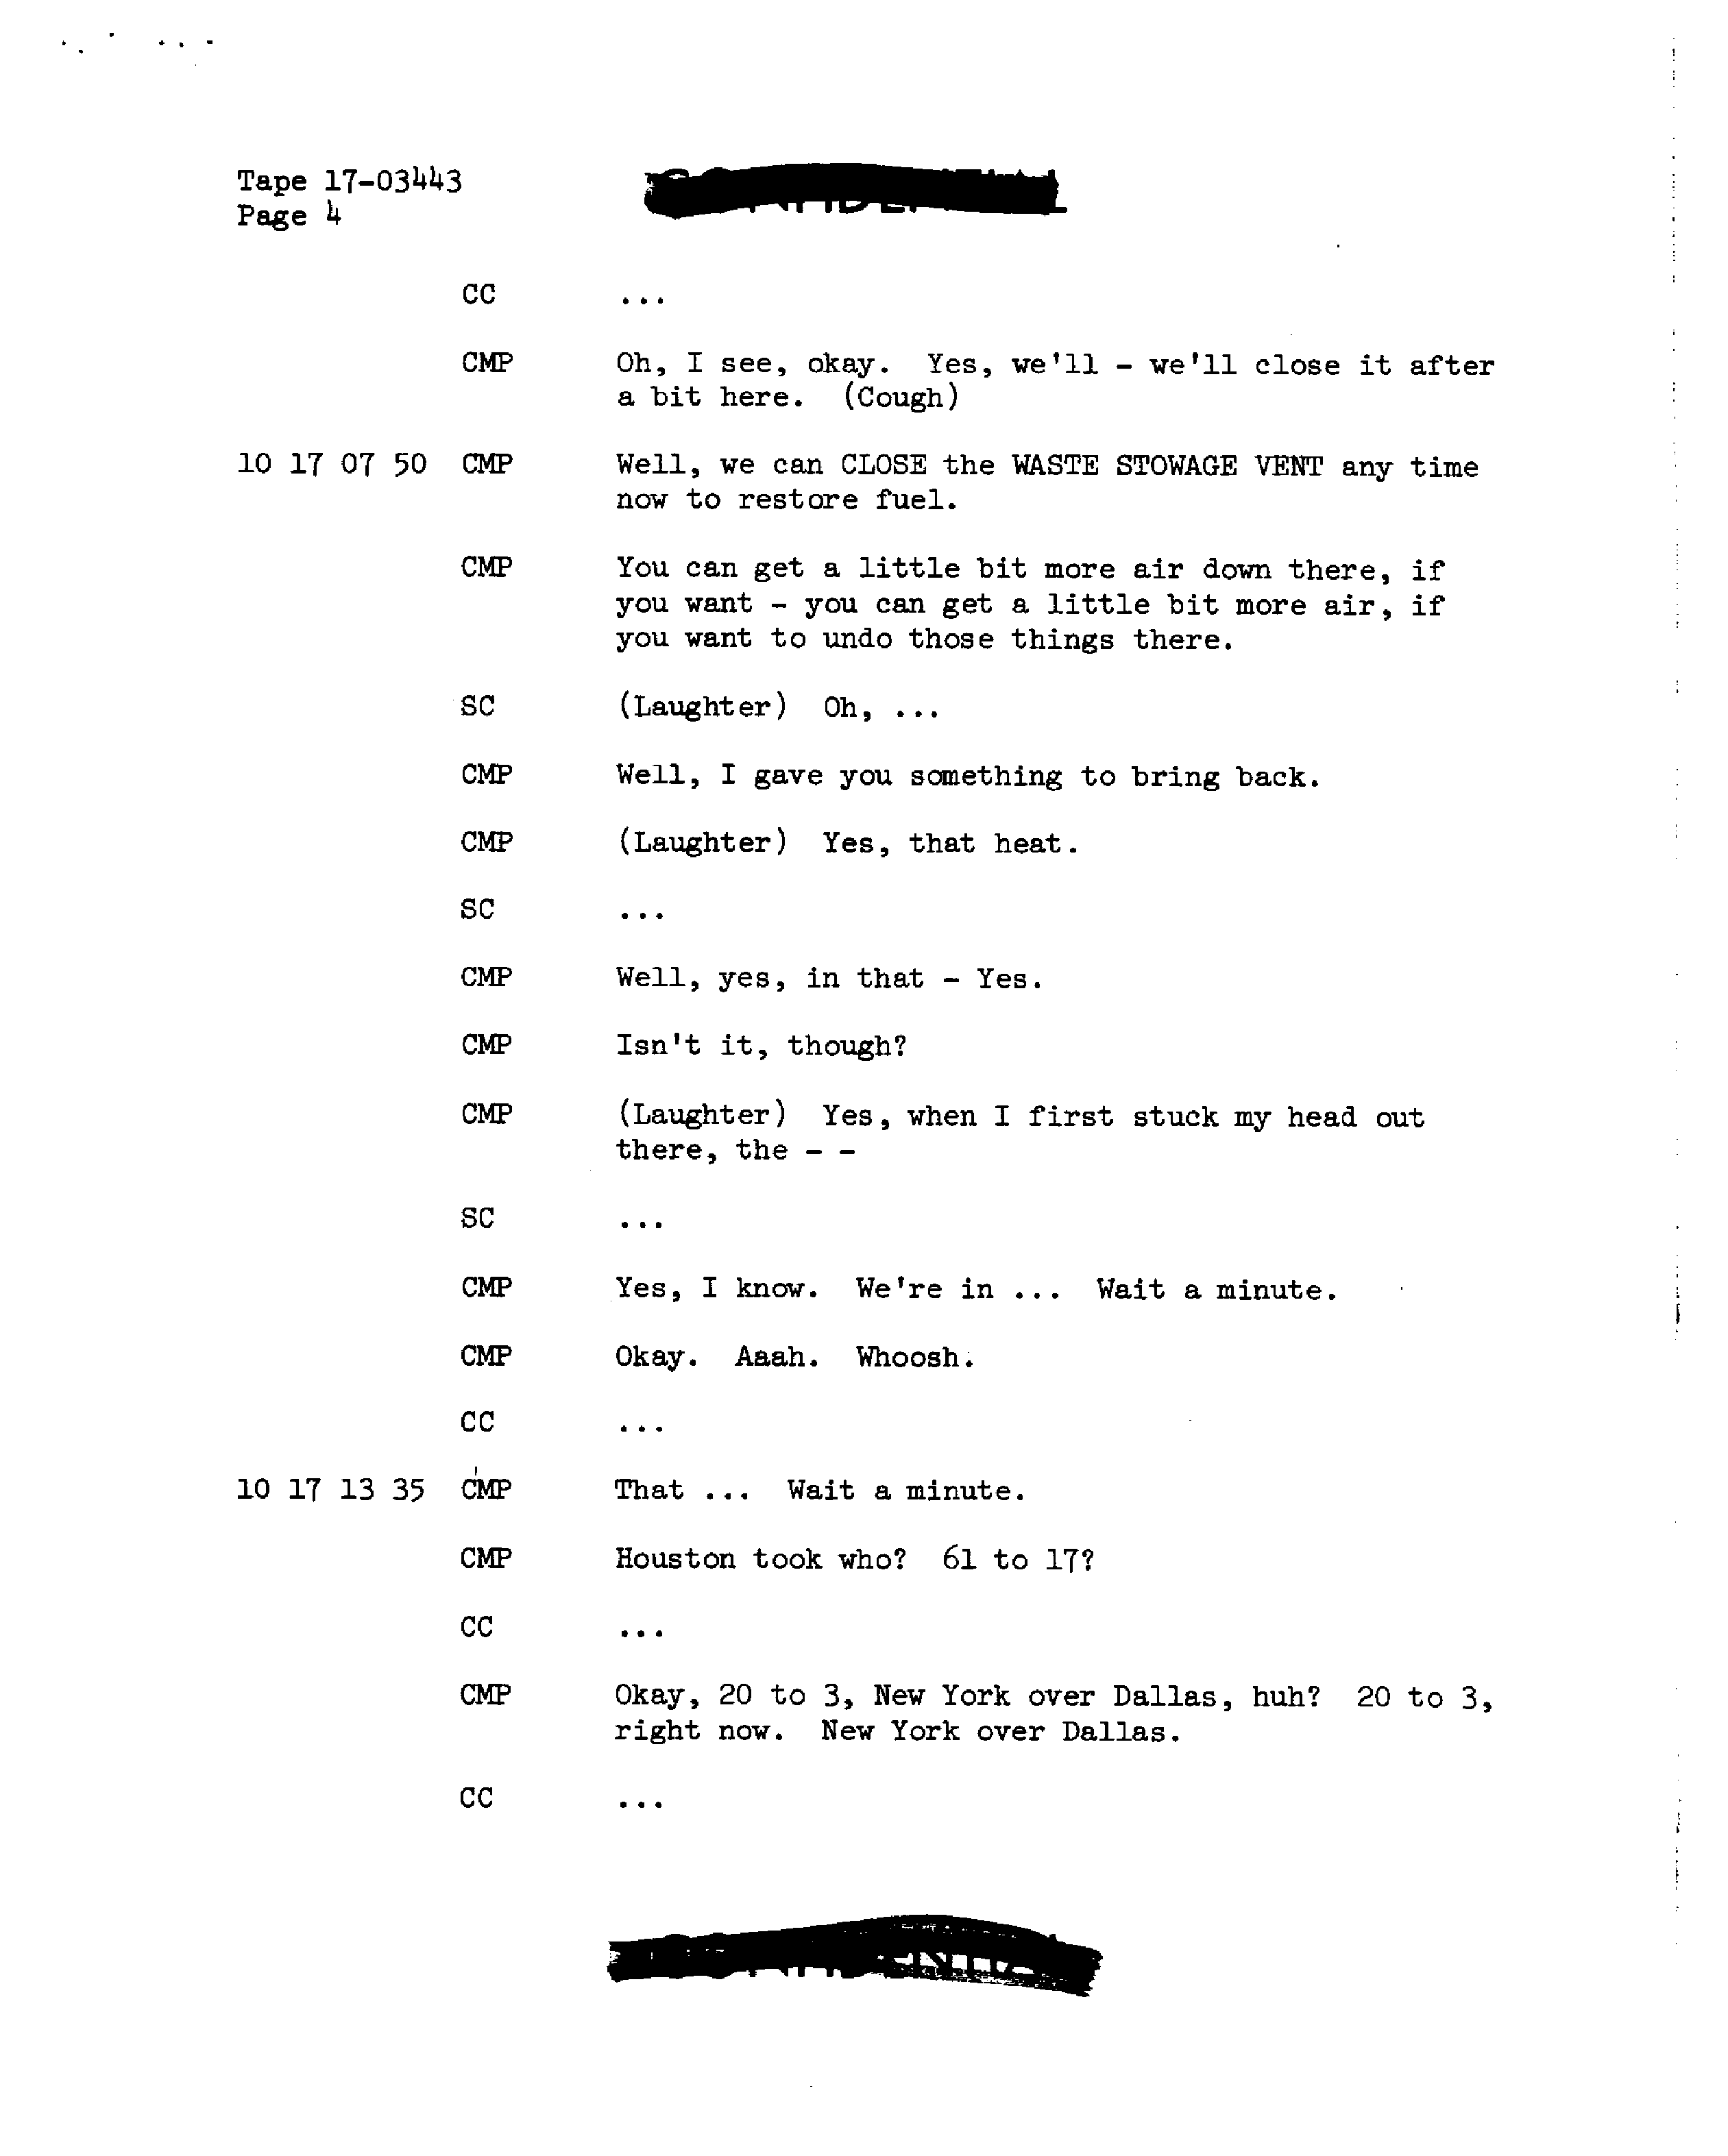 Tape 17-03443
Page 4
CONFIDENTIAL
CC ...
CMP Oh, I see, okay. Yes, we'll - we'll close it after
a bit here. (Cough)
10 17 07 50 CMP Well, we can CLOSE the WASTE STOWAGE VENT any time
now to restore fuel.
CMP You can get a little bit more air down there, if
you want - you can get a little bit more air, if
you want to undo those things there.
SC (Laughter) Oh, ...
CMP Well, I gave you something to bring back.
CMP (Laughter) Yes, that heat.
SC ...
CMP Well, yes, in that - Yes.
CMP Isn't it, though?
CMP (Laughter) Yes, when I first stuck my head out
there, the - -
SC ...
CMP Yes, I know. We're in ... Wait a minute.
CMP Okay. Aaah. Whoosh.
CC ...
10 17 13 35 CMP That ... Wait a minute.
CMP Houston took who? 61 to 17?
CC ...
CMP Okay, 20 to 3, New York over Dallas, huh? 20 to 3,
right now. New York over Dallas.
CC ...
CONFIDENTIAL